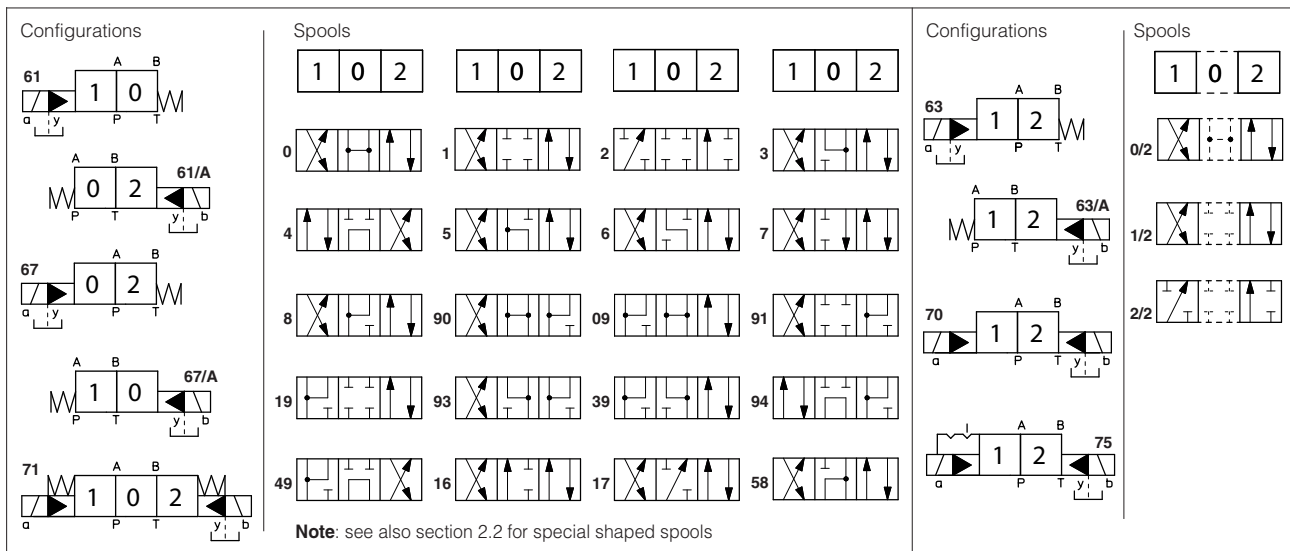 Configurations
61
A B
1 0
a y P T
A B
61/A
0 2
P T y b
67
A B
0 2
a y P T
A B
67/A
1 0
P T y b
71
A B
1 0 2
a P T y b
Spools
1 0 2
1 0 2
1 0 2
1 0 2
0
1
2
3
4
5
6
7
8
90
09
91
19
93
39
94
49
16
17
58
Note: see also section 2.2 for special shaped spools
Configurations
63
A B
1 2
a y P T
A B
63/A
1 2
P T y b
70
A B
1 2
a P T y b
A B
75
1 2
a P T y b
Spools
1 0 2
0/2
1/2
2/2